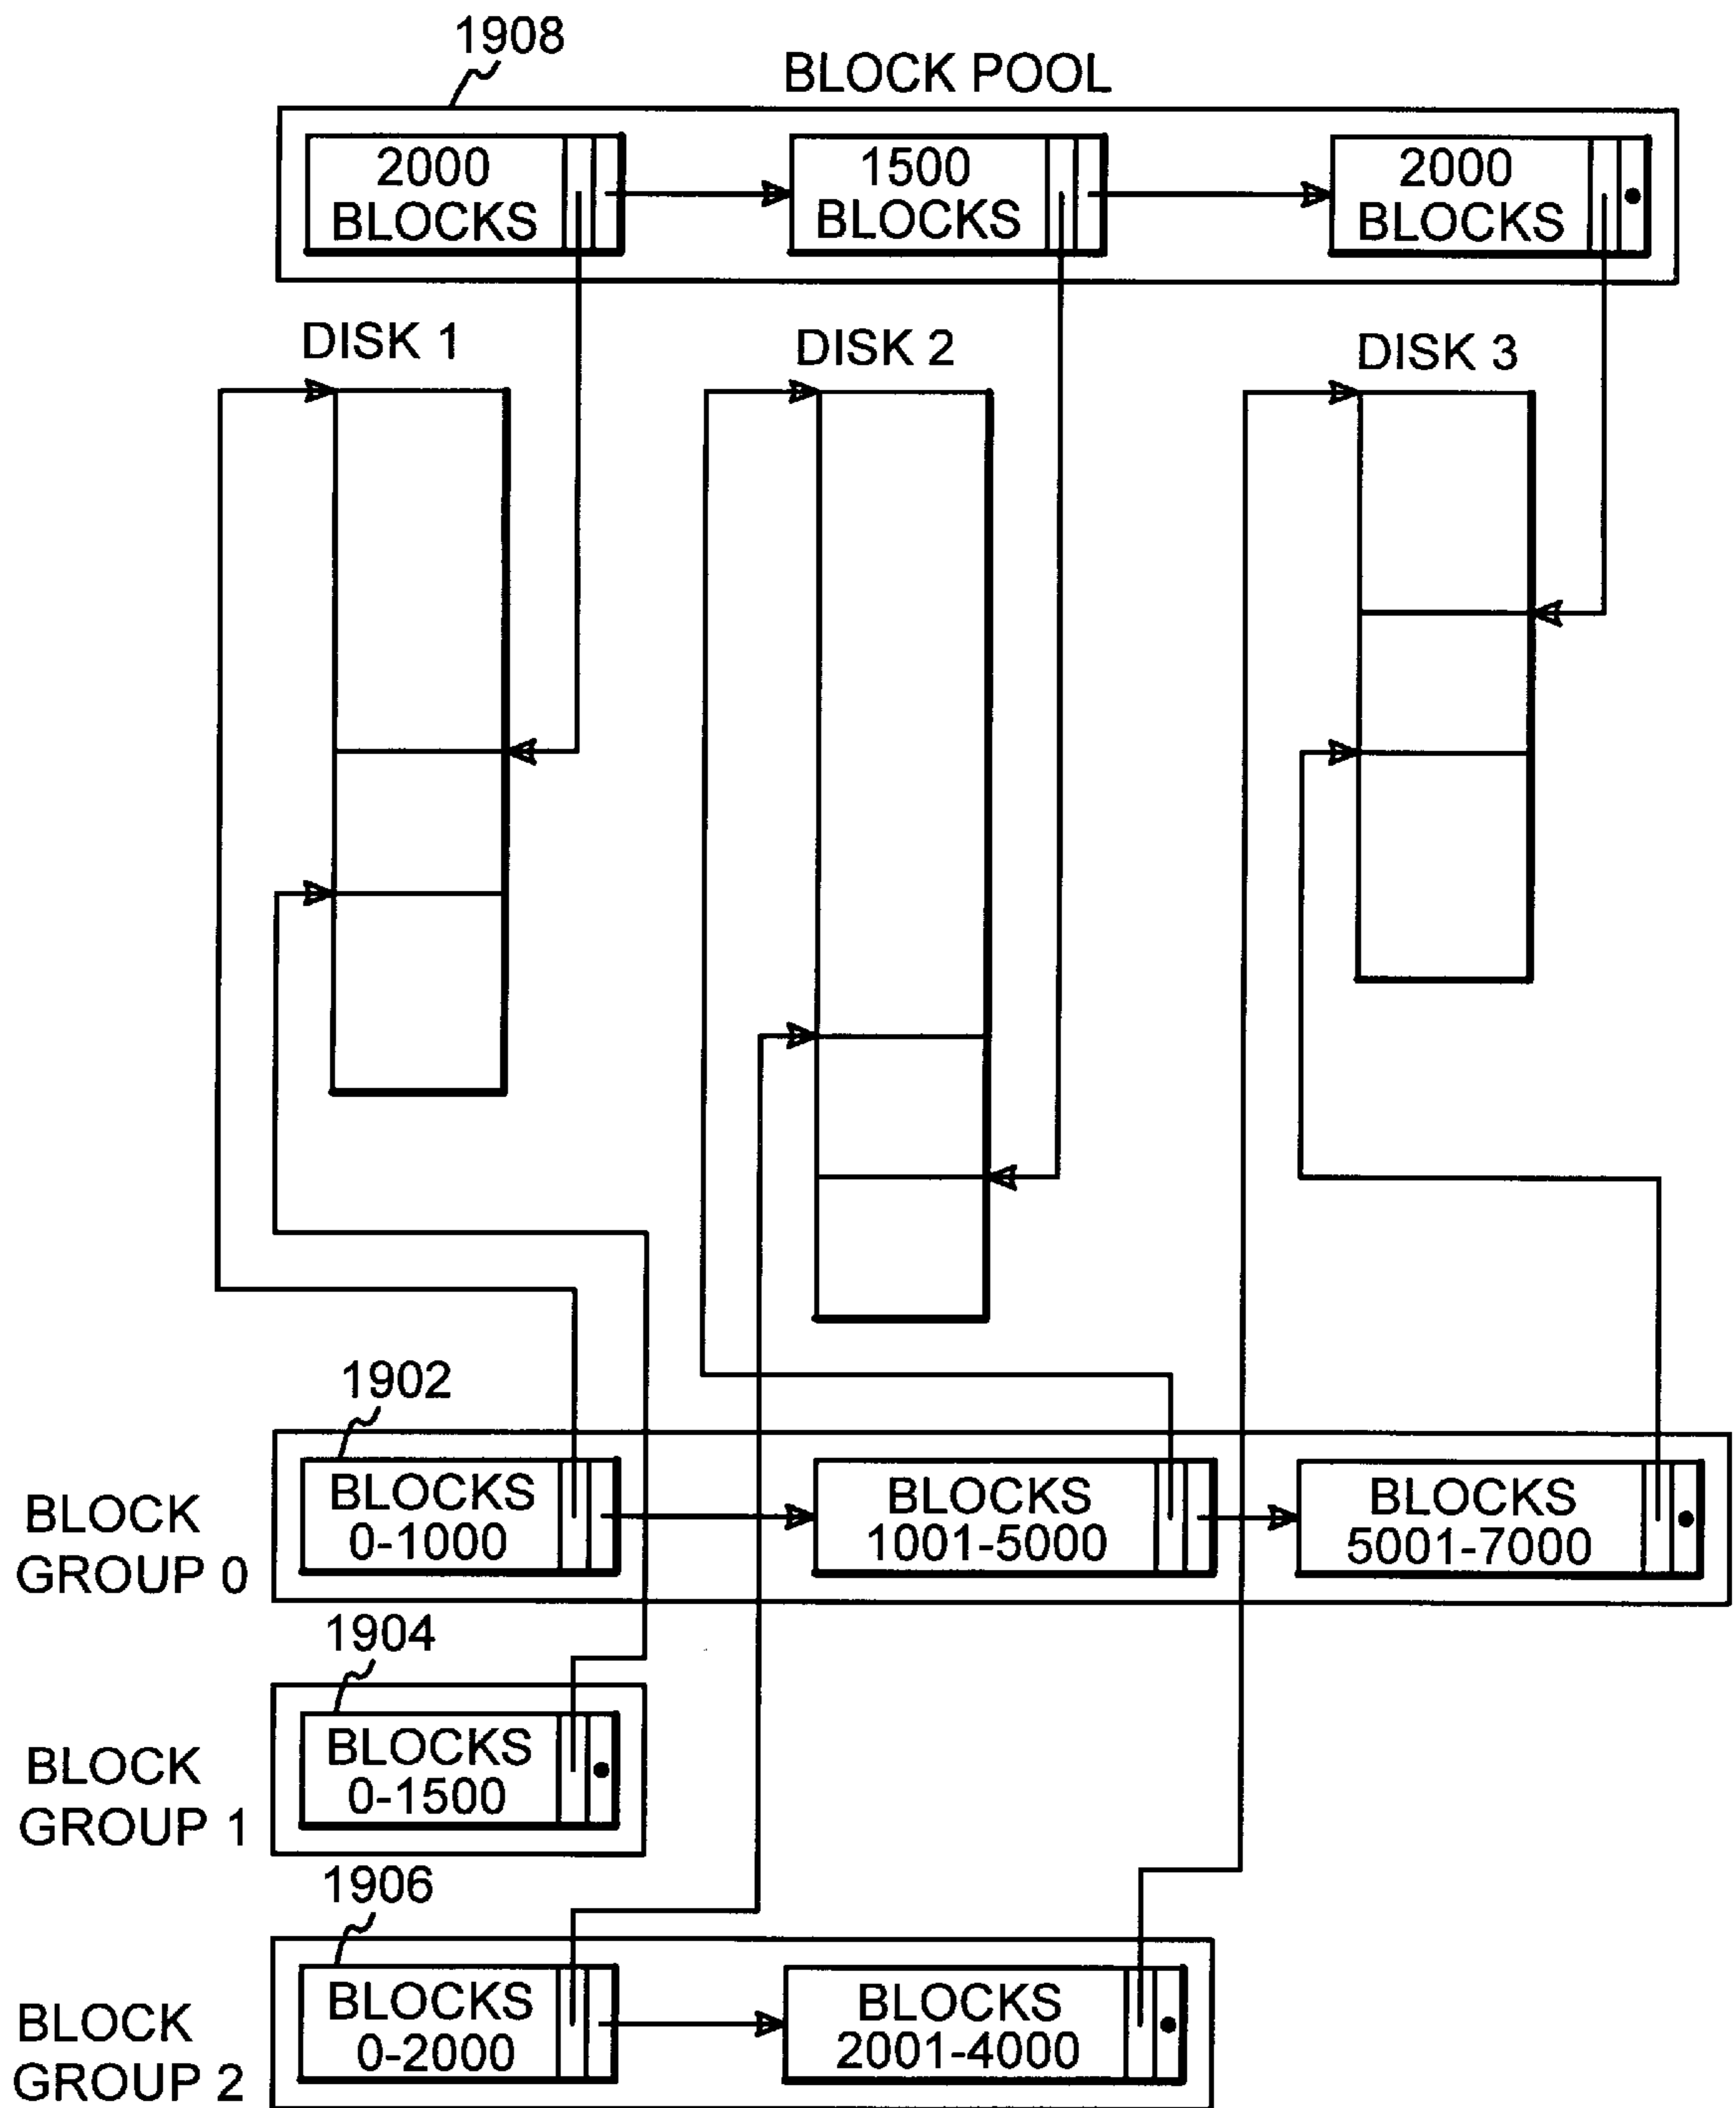 1908
BLOCK POOL
2000
BLOCKS
1500
BLOCKS
2000
BLOCKS
DISK 1
DISK 2
DISK 3
1902
BLOCK
GROUP 0
BLOCKS
0-1000
BLOCKS
1001-5000
BLOCKS
5001-7000
1904
BLOCK
GROUP 1
BLOCKS
0-1500
1906
BLOCK
GROUP 2
BLOCKS
0-2000
BLOCKS
2001-4000